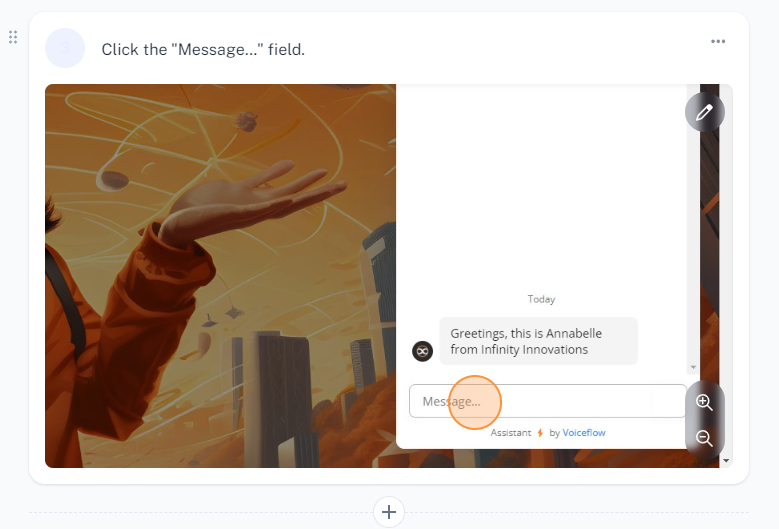 Click the "Message..." field.
Today
Greetings, this is Annabelle
from Infinity Innovations
Message...
Assistant by Voiceflow